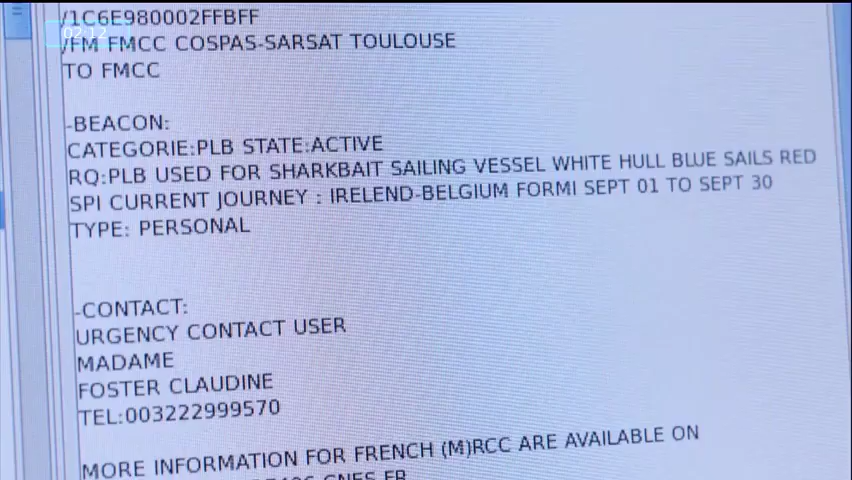 /1C6E980002FFBFF
02:12
/FM FMCC COSPAS-SARSAT TOULOUSE
TO FMCC
-BEACON:
CATEGORIE:PLB STATE:ACTIVE
RQ:PLB USED FOR SHARKBAIT SAILING VESSEL WHITE HULL BLUE SAILS RED
SPI CURRENT JOURNEY : IRELEND-BELGIUM FORMI SEPT 01 TO SEPT 30
TYPE: PERSONAL
-CONTACT:
URGENCY CONTACT USER
MADAME
FOSTER CLAUDINE
TEL:003222999570
MORE INFORMATION FOR FRENCH (M)RCC ARE AVAILABLE ON